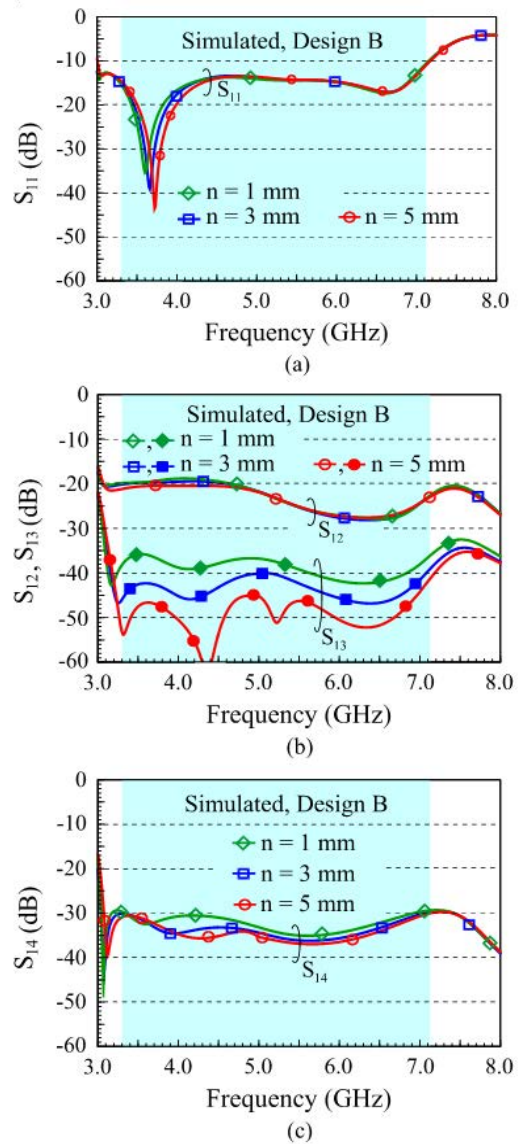 Simulated, Design B
S11
n = 1 mm
n = 3 mm
n = 5 mm
S11 (dB)
0
-10
-20
-30
-40
-50
-60
3.0 4.0 5.0 6.0 7.0 8.0
Frequency (GHz)
(a)
Simulated, Design B
n = 1 mm
n = 3 mm
n = 5 mm
S12
S13
S12, S13 (dB)
0
-10
-20
-30
-40
-50
-60
3.0 4.0 5.0 6.0 7.0 8.0
Frequency (GHz)
(b)
Simulated, Design B
n = 1 mm
n = 3 mm
n = 5 mm
S14
S14 (dB)
0
-10
-20
-30
-40
-50
-60
3.0 4.0 5.0 6.0 7.0 8.0
Frequency (GHz)
(c)